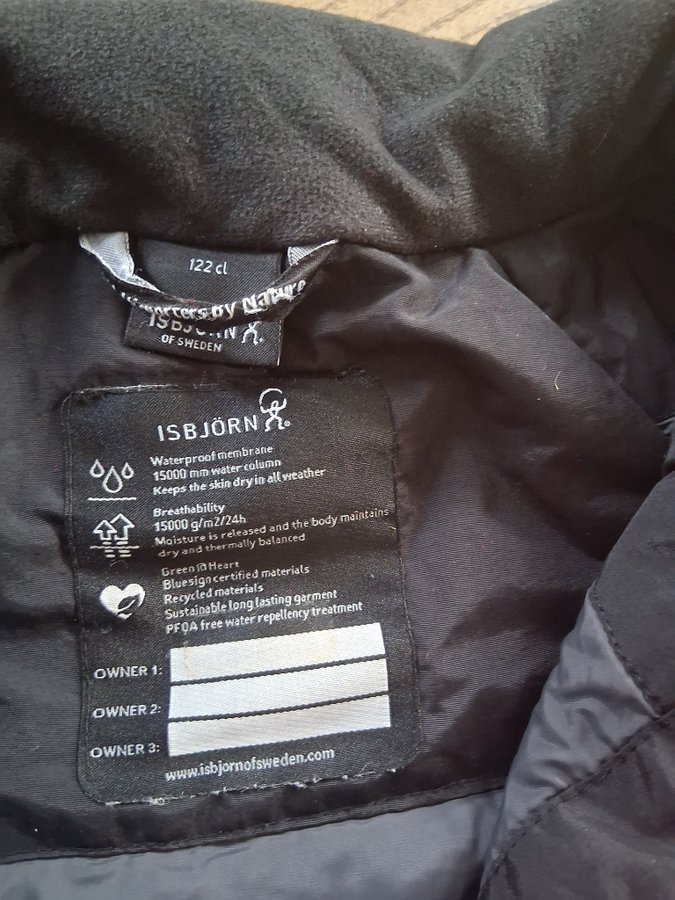 122 cl
by Nature
ISBJÖRN
OF SWEDEN
ISBJÖRN
Waterproof membrane
15000 mm water column
Keeps the skin dry in all weather
Breathability
15000 g/m2/24h
Moisture is released and the body maintains
dry and thermally balanced
Green @ Heart
Bluesign certified materials
Recycled materials
Sustainable long lasting garment
PFOA free water repellency treatment
OWNER 1:
OWNER 2:
OWNER 3:
www.isbjornofsweden.com